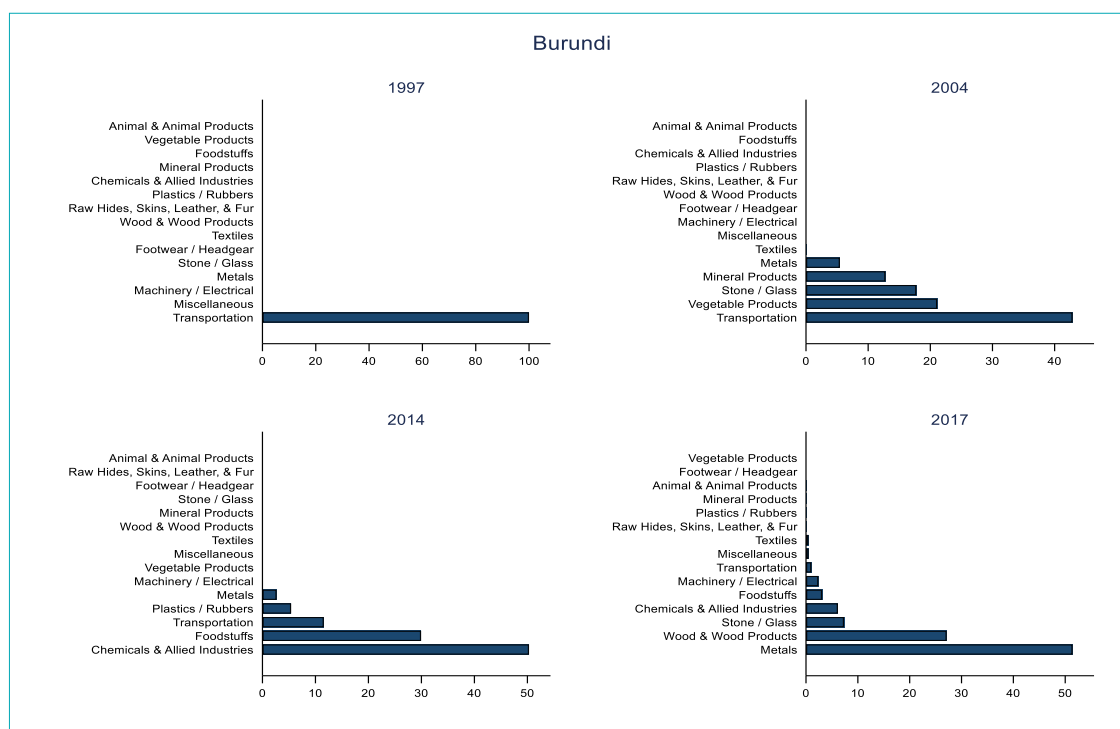 Burundi
1997
Animal & Animal Products
Vegetable Products
Foodstuffs
Mineral Products
Chemicals & Allied Industries
Plastics / Rubbers
Raw Hides, Skins, Leather, & Fur
Wood & Wood Products
Textiles
Footwear / Headgear
Stone / Glass
Metals
Machinery / Electrical
Miscellaneous
Transportation
0 20 40 60 80 100
2004
Animal & Animal Products
Foodstuffs
Chemicals & Allied Industries
Plastics / Rubbers
Raw Hides, Skins, Leather, & Fur
Wood & Wood Products
Footwear / Headgear
Machinery / Electrical
Miscellaneous
Textiles
Metals
Mineral Products
Stone / Glass
Vegetable Products
Transportation
0 10 20 30 40
2014
Animal & Animal Products
Raw Hides, Skins, Leather, & Fur
Footwear / Headgear
Stone / Glass
Mineral Products
Wood & Wood Products
Textiles
Miscellaneous
Vegetable Products
Machinery / Electrical
Metals
Plastics / Rubbers
Transportation
Foodstuffs
Chemicals & Allied Industries
0 10 20 30 40 50
2017
Vegetable Products
Footwear / Headgear
Animal & Animal Products
Mineral Products
Plastics / Rubbers
Raw Hides, Skins, Leather, & Fur
Textiles
Miscellaneous
Transportation
Machinery / Electrical
Foodstuffs
Chemicals & Allied Industries
Stone / Glass
Wood & Wood Products
Metals
0 10 20 30 40 50